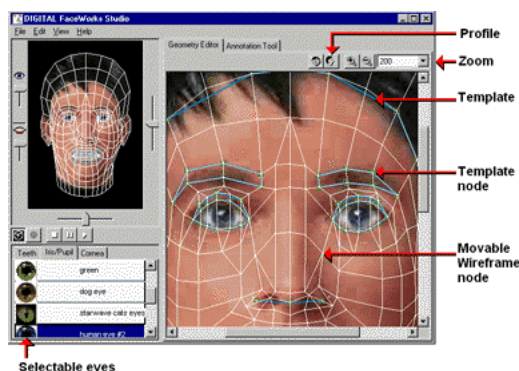 DIGITAL FaceWorks Studio
File Edit View Help
Geometry Editor Annotation Tool
200
Profile
Zoom
Template
Template
node
Movable
Wireframe
node
Teeth Iris/Pupil Cornea
green
dog eye
starwave cats eyes
human eye #2
Selectable eyes